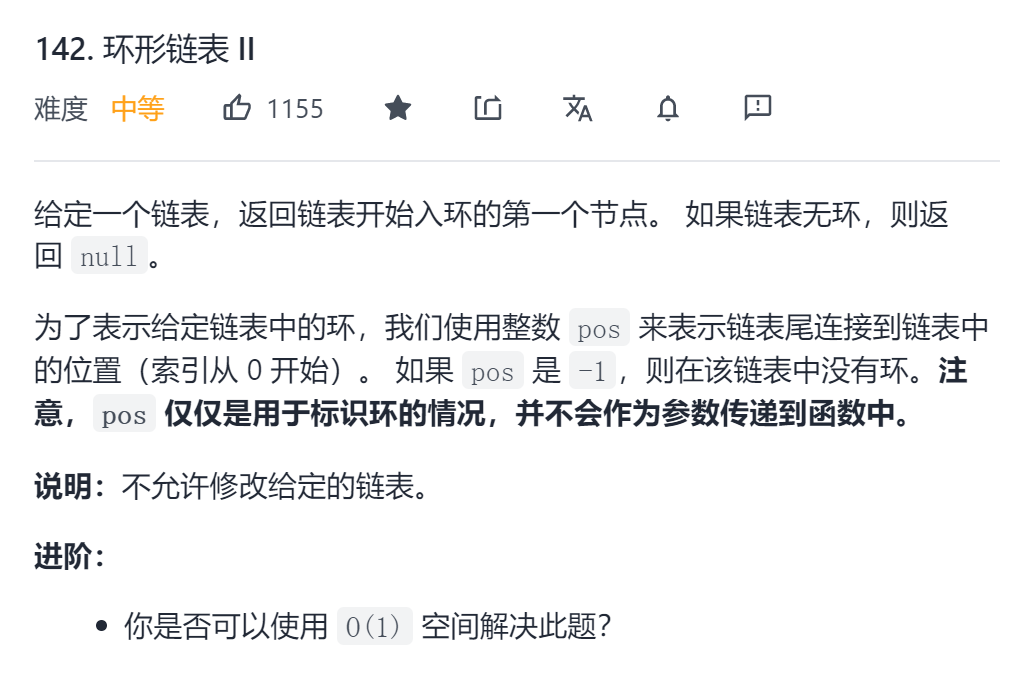 142. 环形链表 II
难度 中等 1155
给定一个链表，返回链表开始入环的第一个节点。 如果链表无环，则返
回 null。
为了表示给定链表中的环，我们使用整数 pos 来表示链表尾连接到链表中
的位置（索引从 0 开始）。 如果 pos 是 -1，则在该链表中没有环。注
意，pos 仅仅是用于标识环的情况，并不会作为参数传递到函数中。
说明：不允许修改给定的链表。
进阶：
• 你是否可以使用 O(1) 空间解决此题？